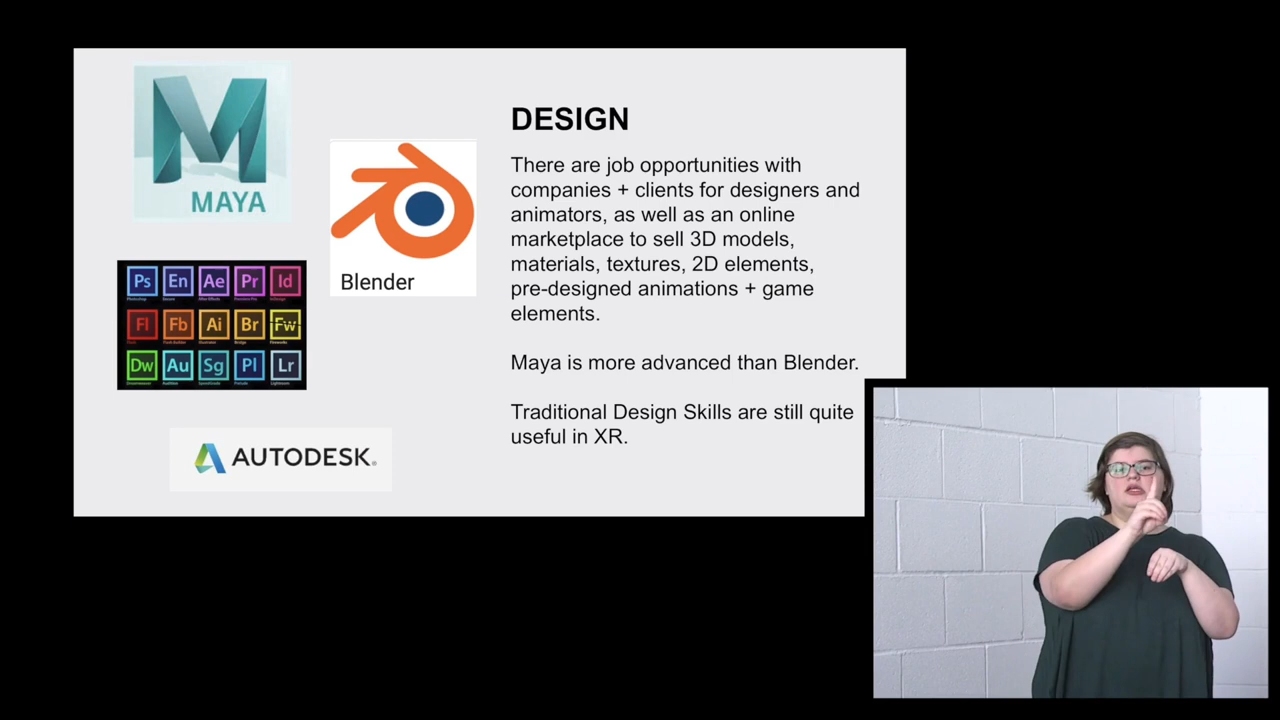 MAYA
Blender
Ps En Ae Pr Id
Fl Fb Ai Br Fw
Dw Au Sg Pl Lr
AUTODESK®
DESIGN
There are job opportunities with
companies + clients for designers and
animators, as well as an online
marketplace to sell 3D models,
materials, textures, 2D elements,
pre-designed animations + game
elements.
Maya is more advanced than Blender.
Traditional Design Skills are still quite
useful in XR.